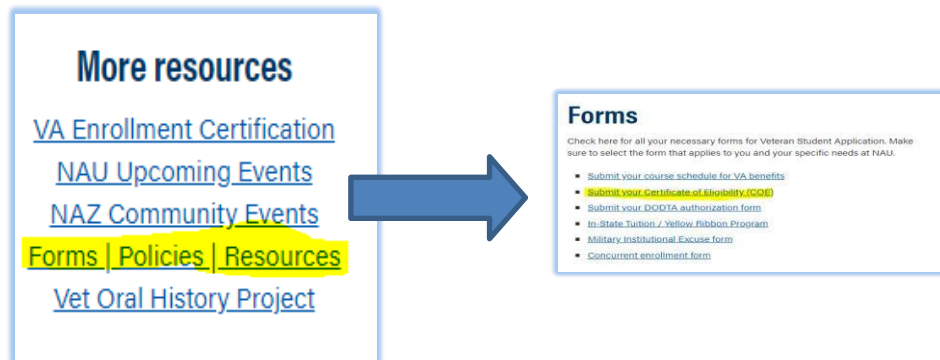 More resources
VA Enrollment Certification
NAU Upcoming Events
NAZ Community Events
Forms | Policies | Resources
Vet Oral History Project
Forms
Check here for all your necessary forms for Veteran Student Application. Make
sure to select the form that applies to you and your specific needs at NAU.
Submit your course schedule for VA benefits
Submit your Certificate of Eligibility (COE)
Submit your DODTA authorization form
In-State Tuition / Yellow Ribbon Program
Military Institutional Excuse form
Concurrent enrollment form